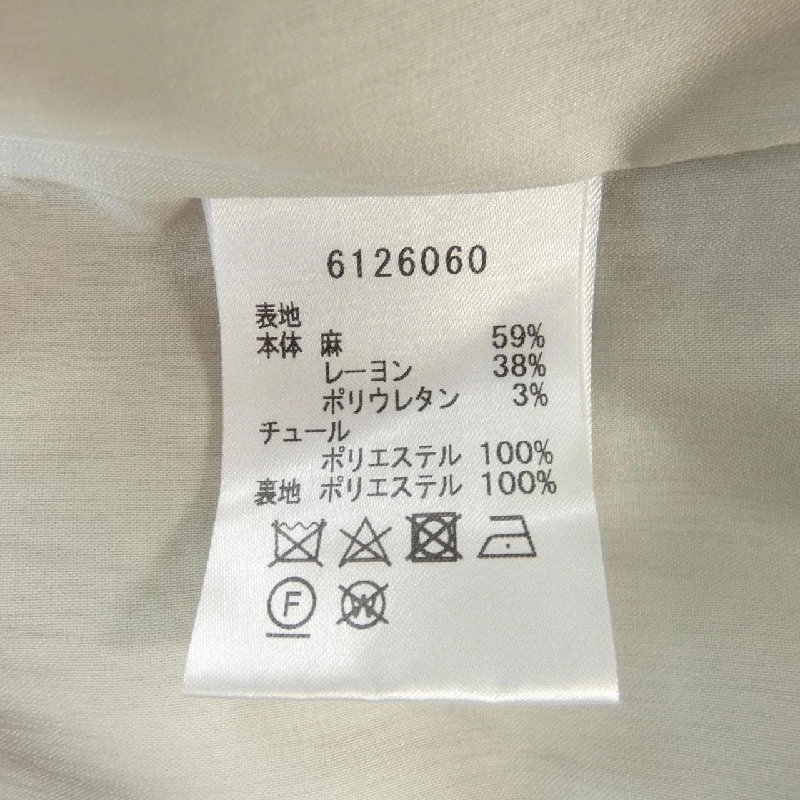 6126060
表地
本体 麻 59%
レーヨン 38%
ポリウレタン 3%
チュール
ポリエステル 100%
裏地 ポリエステル 100%
F W